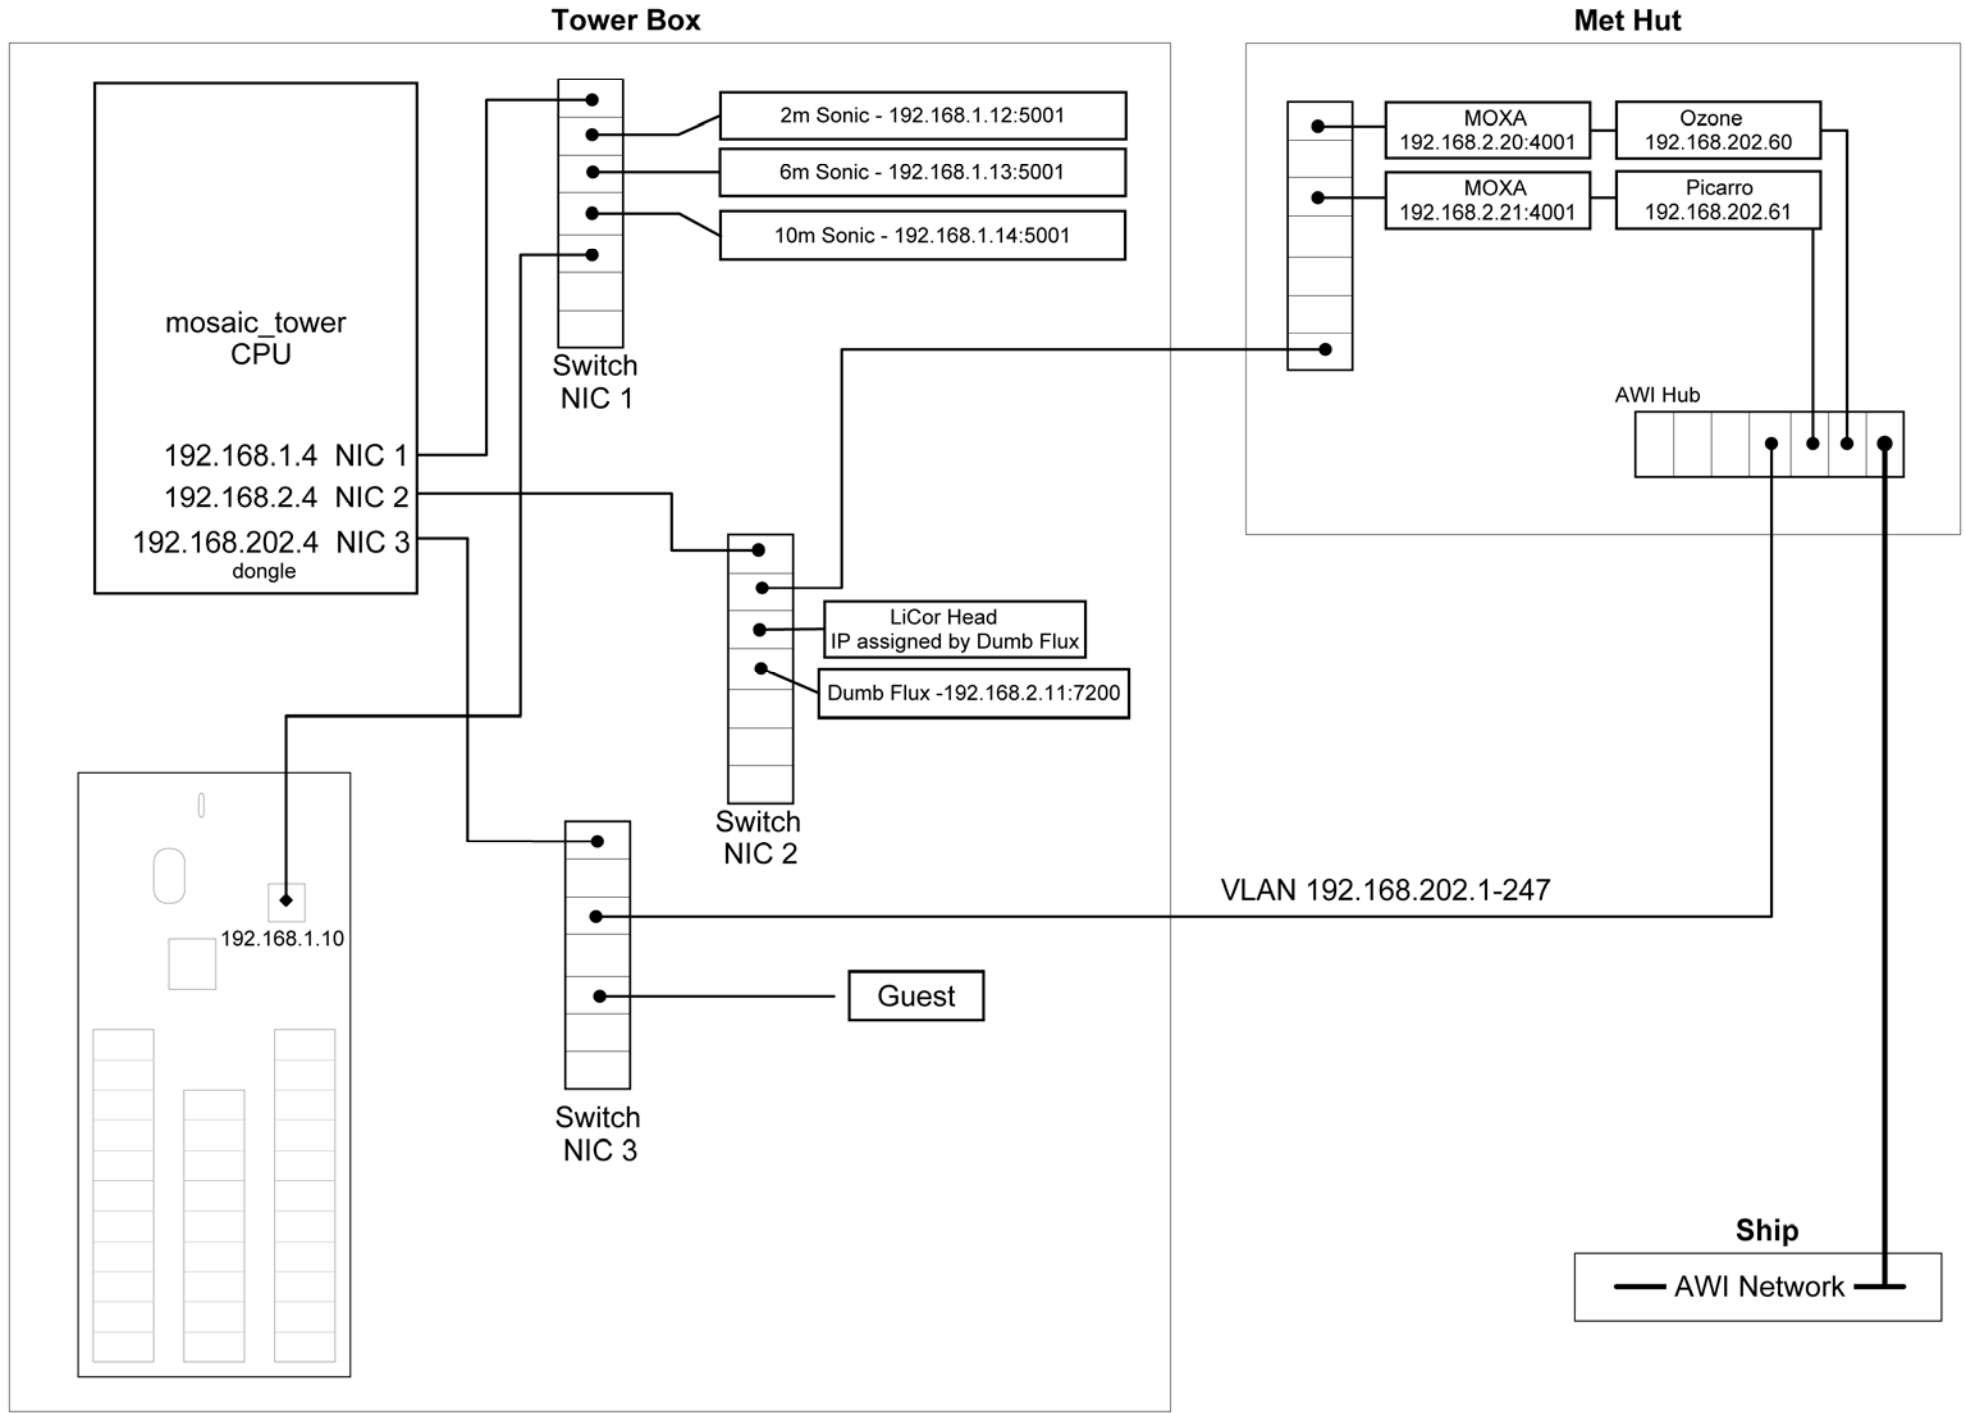 Tower Box
Met Hut
2m Sonic - 192.168.1.12:5001
6m Sonic - 192.168.1.13:5001
10m Sonic - 192.168.1.14:5001
MOXA
192.168.2.20:4001
Ozone
192.168.202.60
MOXA
192.168.2.21:4001
Picarro
192.168.202.61
mosaic_tower
CPU
Switch
NIC 1
AWI Hub
192.168.1.4 NIC 1
192.168.2.4 NIC 2
192.168.202.4 NIC 3
dongle
LiCor Head
IP assigned by Dumb Flux
Dumb Flux -192.168.2.11:7200
Switch
NIC 2
VLAN 192.168.202.1-247
192.168.1.10
Guest
Switch
NIC 3
Ship
AWI Network